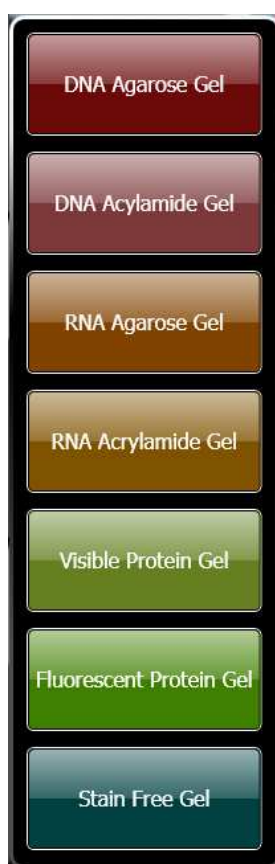 DNA Agarose Gel
DNA Acylamide Gel
RNA Agarose Gel
RNA Acrylamide Gel
Visible Protein Gel
Fluorescent Protein Gel
Stain Free Gel